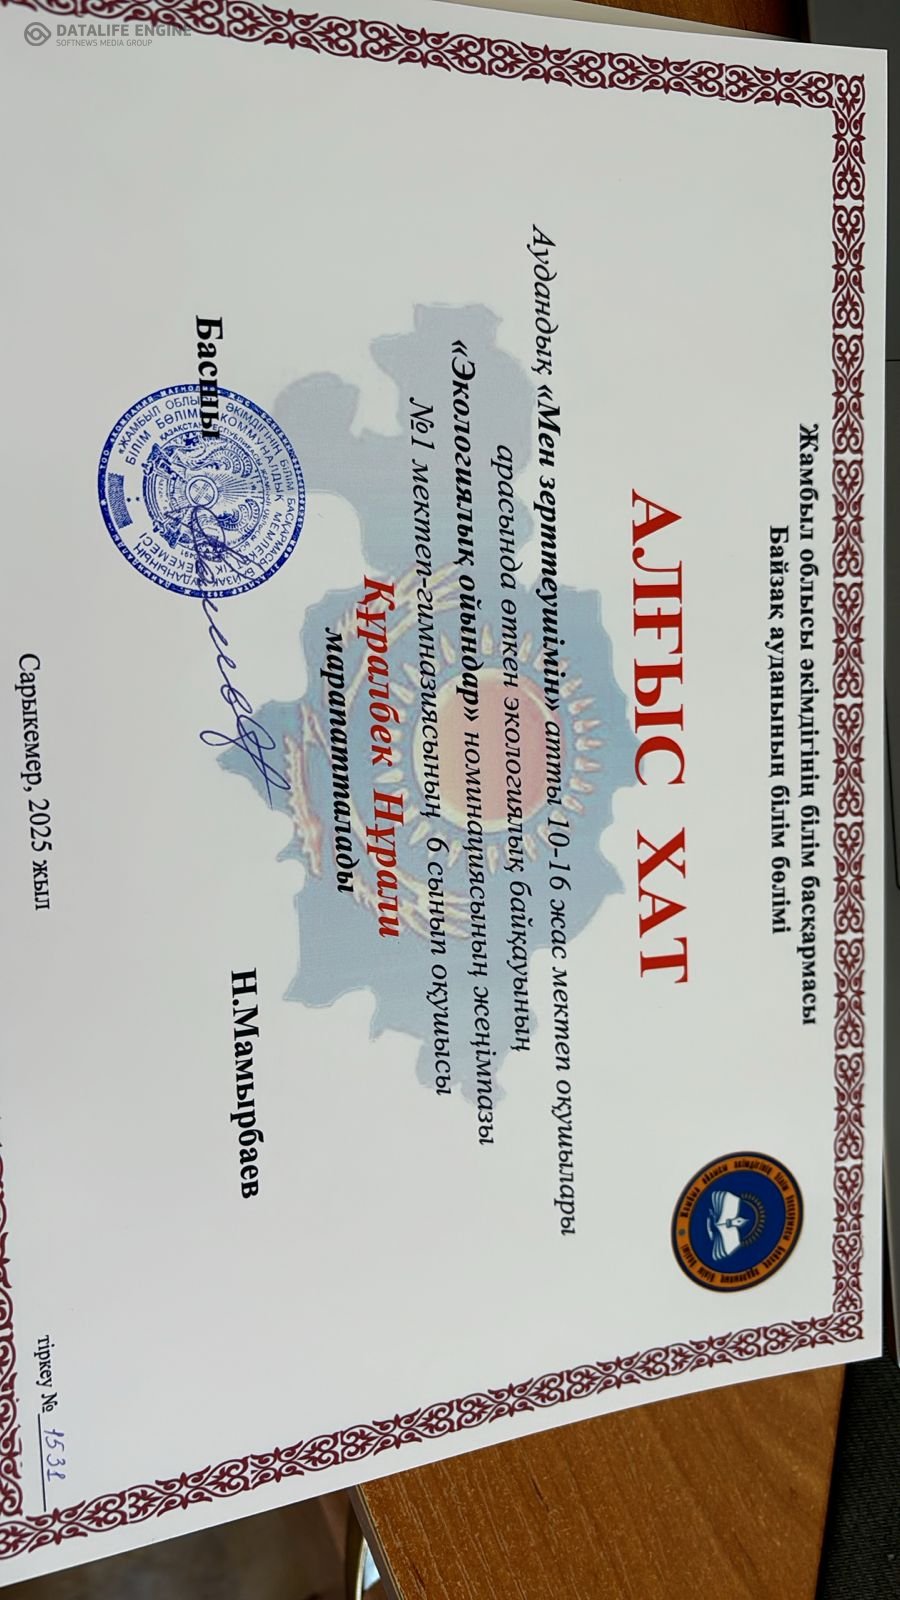 DATALIFE ENGINE
SOFTNEWS MEDIA GROUP
Жамбыл облысы әкімдігінің білім басқармасы
Байзақ ауданының білім бөлімі
АЛҒЫС ХАТ
Аудандық «Мен зерттеушімін» атты 10-16 жас мектеп оқушылары
арасында өткен экологиялық байқауының
«Экологиялық ойындар» номинациясының жеңімпазы
№1 мектеп-гимназиясының 6 сынып оқушысы
Құралбек Нұрали
марапатталады
Басшы
Н.Мамырбаев
Сарыкемер, 2025 жыл
тіркеу № 1531